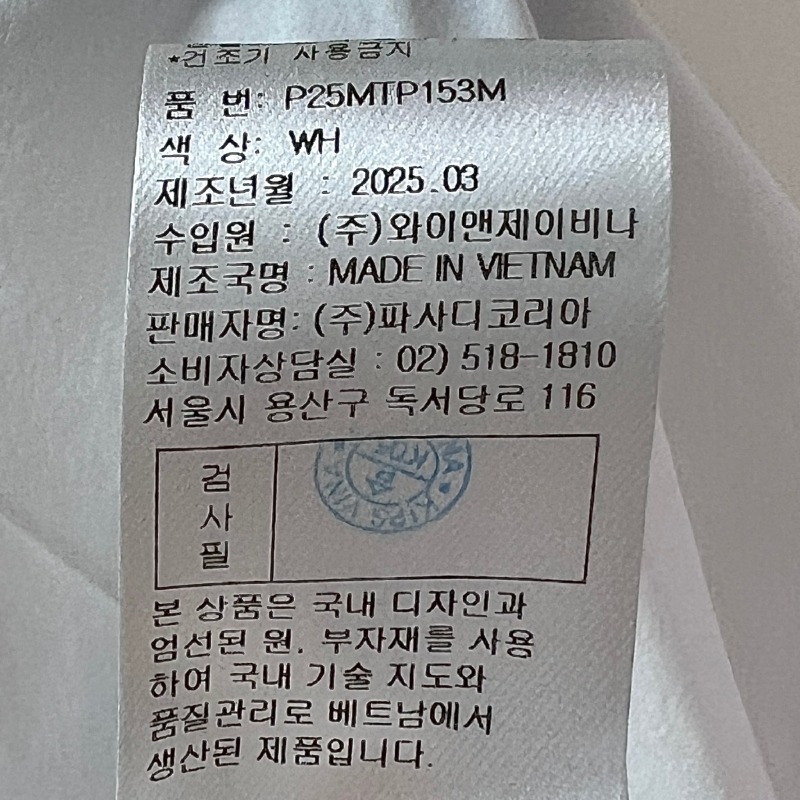 *건조기 사용금지
품 번: P25MTP153M
색 상: WH
제조년월 : 2025.03
수입원 : (주)와이앤제이비나
제조국명 : MADE IN VIETNAM
판매자명: (주)파사디코리아
소비자상담실 : 02) 518-1810
서울시 용산구 독서당로 116
검
사
필
본 상품은 국내 디자인과
엄선된 원, 부자재를 사용
하여 국내 기술 지도와
품질관리로 베트남에서
생산된 제품입니다.